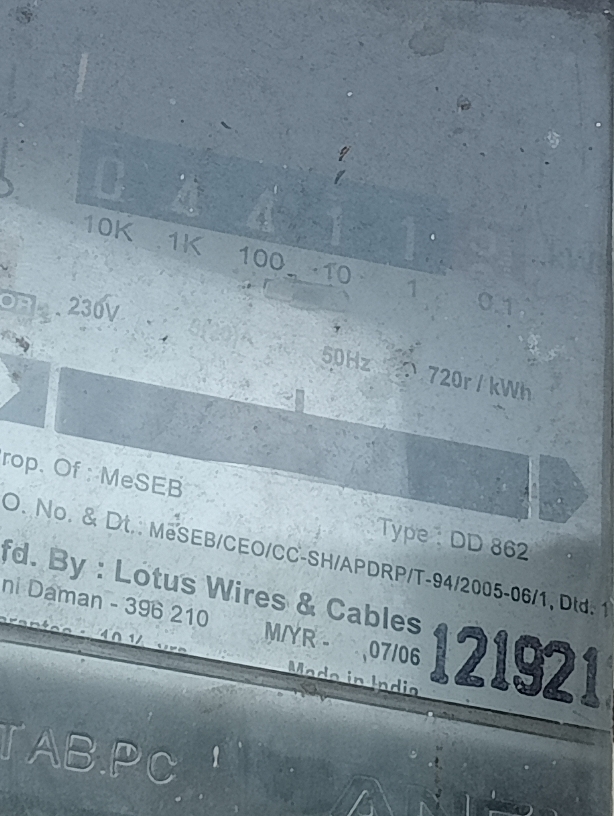 0 4 4 1 1
10K 1K 100 10 1 0.1
230V
50Hz 720r / kWh
Prop. Of : MeSEB
Type : DD 862
O. No. & Dt. : MeSEB/CEO/CC-SH/APDRP/T-94/2005-06/1, Dtd.
fd. By : Lotus Wires & Cables
ni Daman - 396 210
M/YR - 07/06
121921
Made in India
TAB.PC